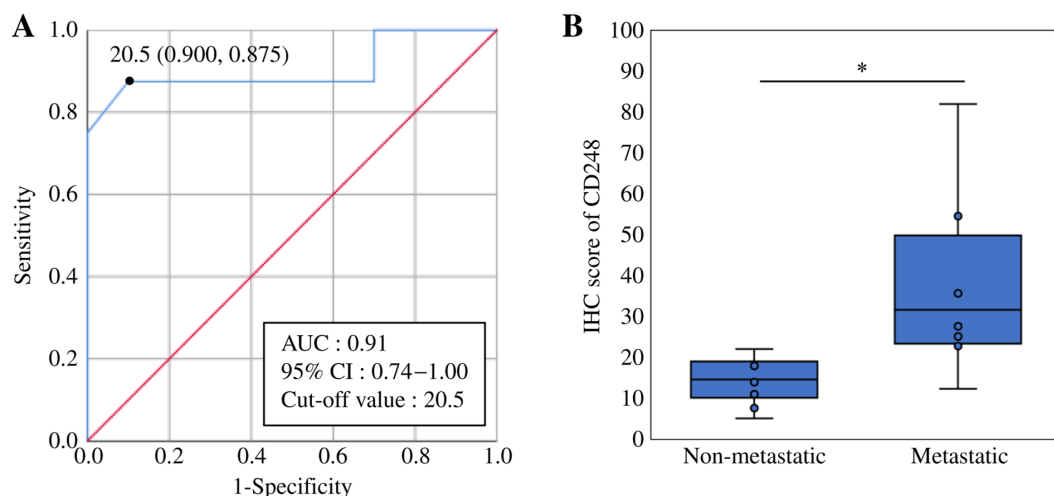 A
1.0
20.5 (0.900, 0.875)
0.8
0.6
0.4
0.2
0.0
Sensitivity
AUC : 0.91
95% CI : 0.74–1.00
Cut-off value : 20.5
0.0 0.2 0.4 0.6 0.8 1.0
1-Specificity
B
100
90
80
70
60
50
40
30
20
10
0
IHC score of CD248
*
Non-metastatic Metastatic